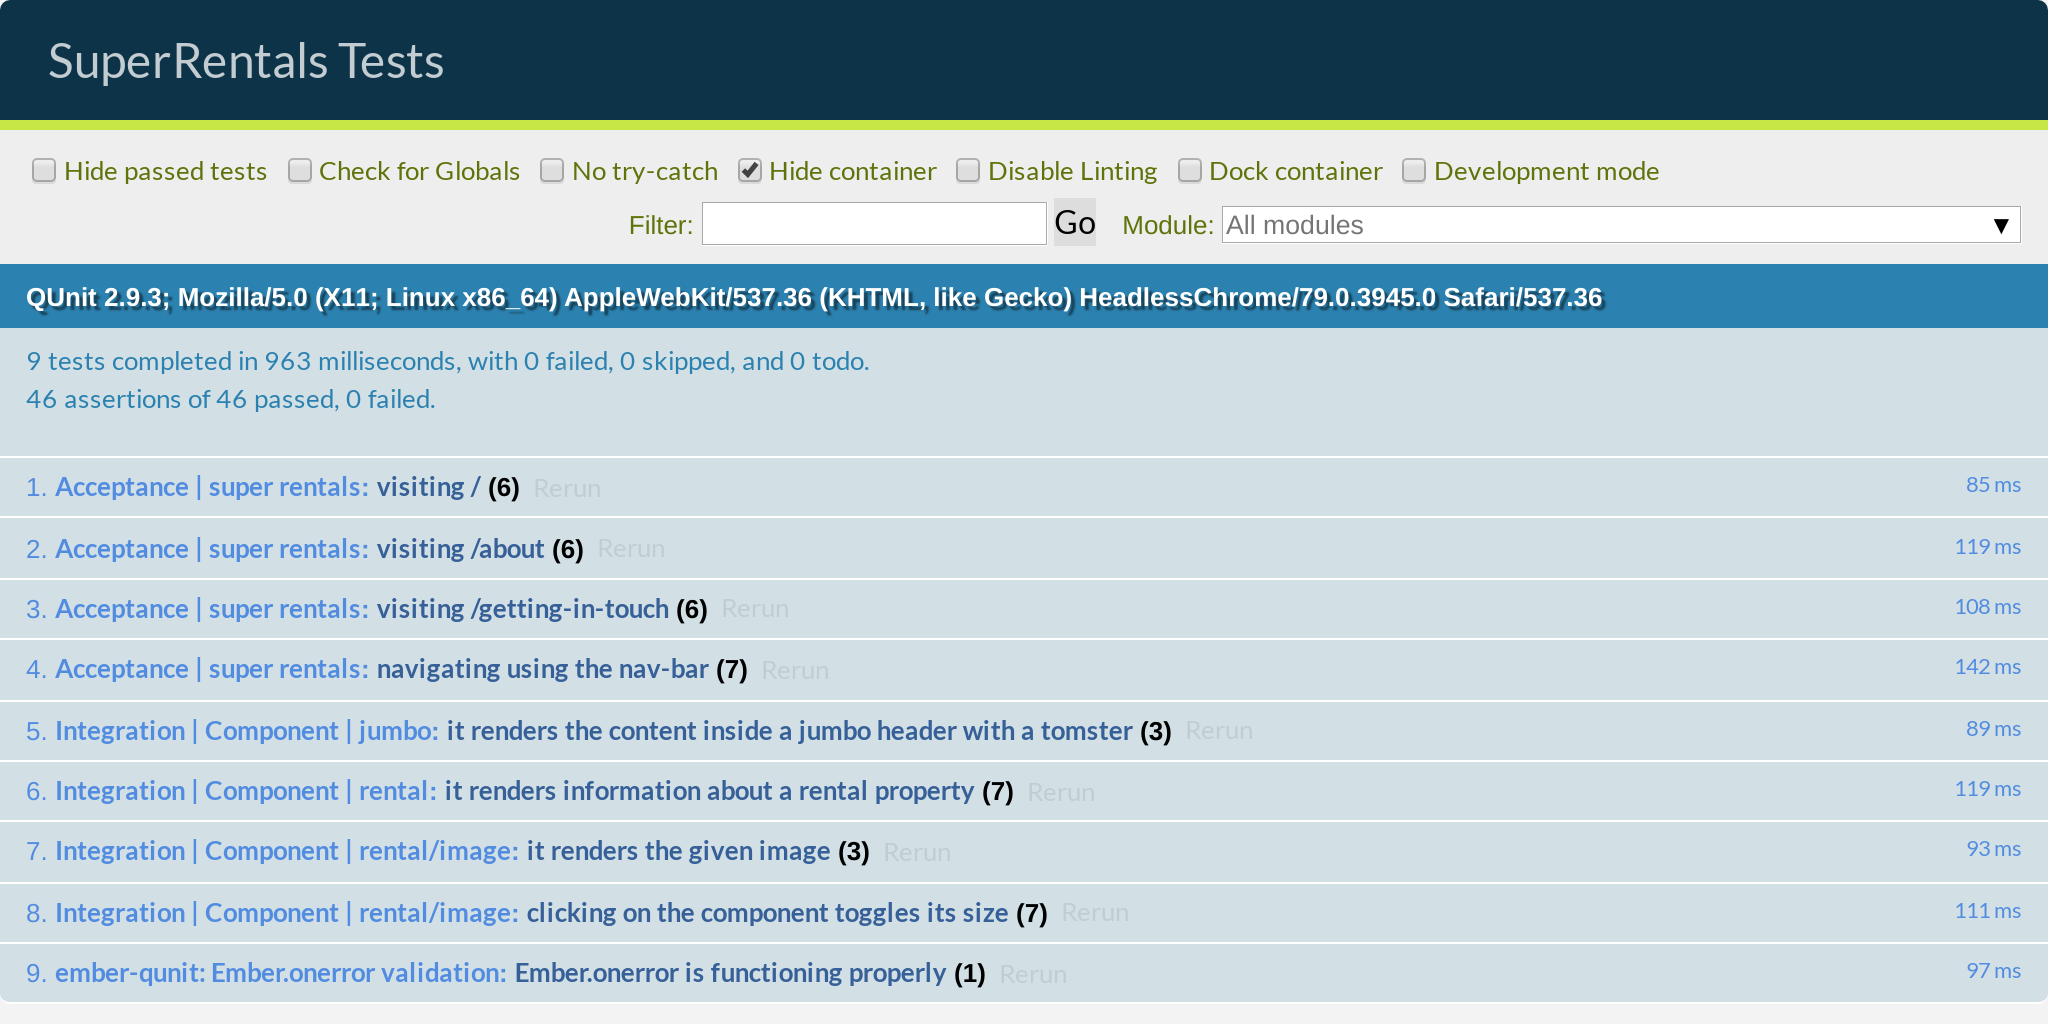 SuperRentals Tests
Hide passed tests Check for Globals No try-catch Hide container Disable Linting Dock container Development mode
Filter: Go Module: All modules ▼
QUnit 2.9.3; Mozilla/5.0 (X11; Linux x86_64) AppleWebKit/537.36 (KHTML, like Gecko) HeadlessChrome/79.0.3945.0 Safari/537.36
9 tests completed in 963 milliseconds, with 0 failed, 0 skipped, and 0 todo.
46 assertions of 46 passed, 0 failed.
1. Acceptance | super rentals: visiting / (6) Rerun 85 ms
2. Acceptance | super rentals: visiting /about (6) Rerun 119 ms
3. Acceptance | super rentals: visiting /getting-in-touch (6) Rerun 108 ms
4. Acceptance | super rentals: navigating using the nav-bar (7) Rerun 142 ms
5. Integration | Component | jumbo: it renders the content inside a jumbo header with a tomster (3) Rerun 89 ms
6. Integration | Component | rental: it renders information about a rental property (7) Rerun 119 ms
7. Integration | Component | rental/image: it renders the given image (3) Rerun 93 ms
8. Integration | Component | rental/image: clicking on the component toggles its size (7) Rerun 111 ms
9. ember-qunit: Ember.onerror validation: Ember.onerror is functioning properly (1) Rerun 97 ms